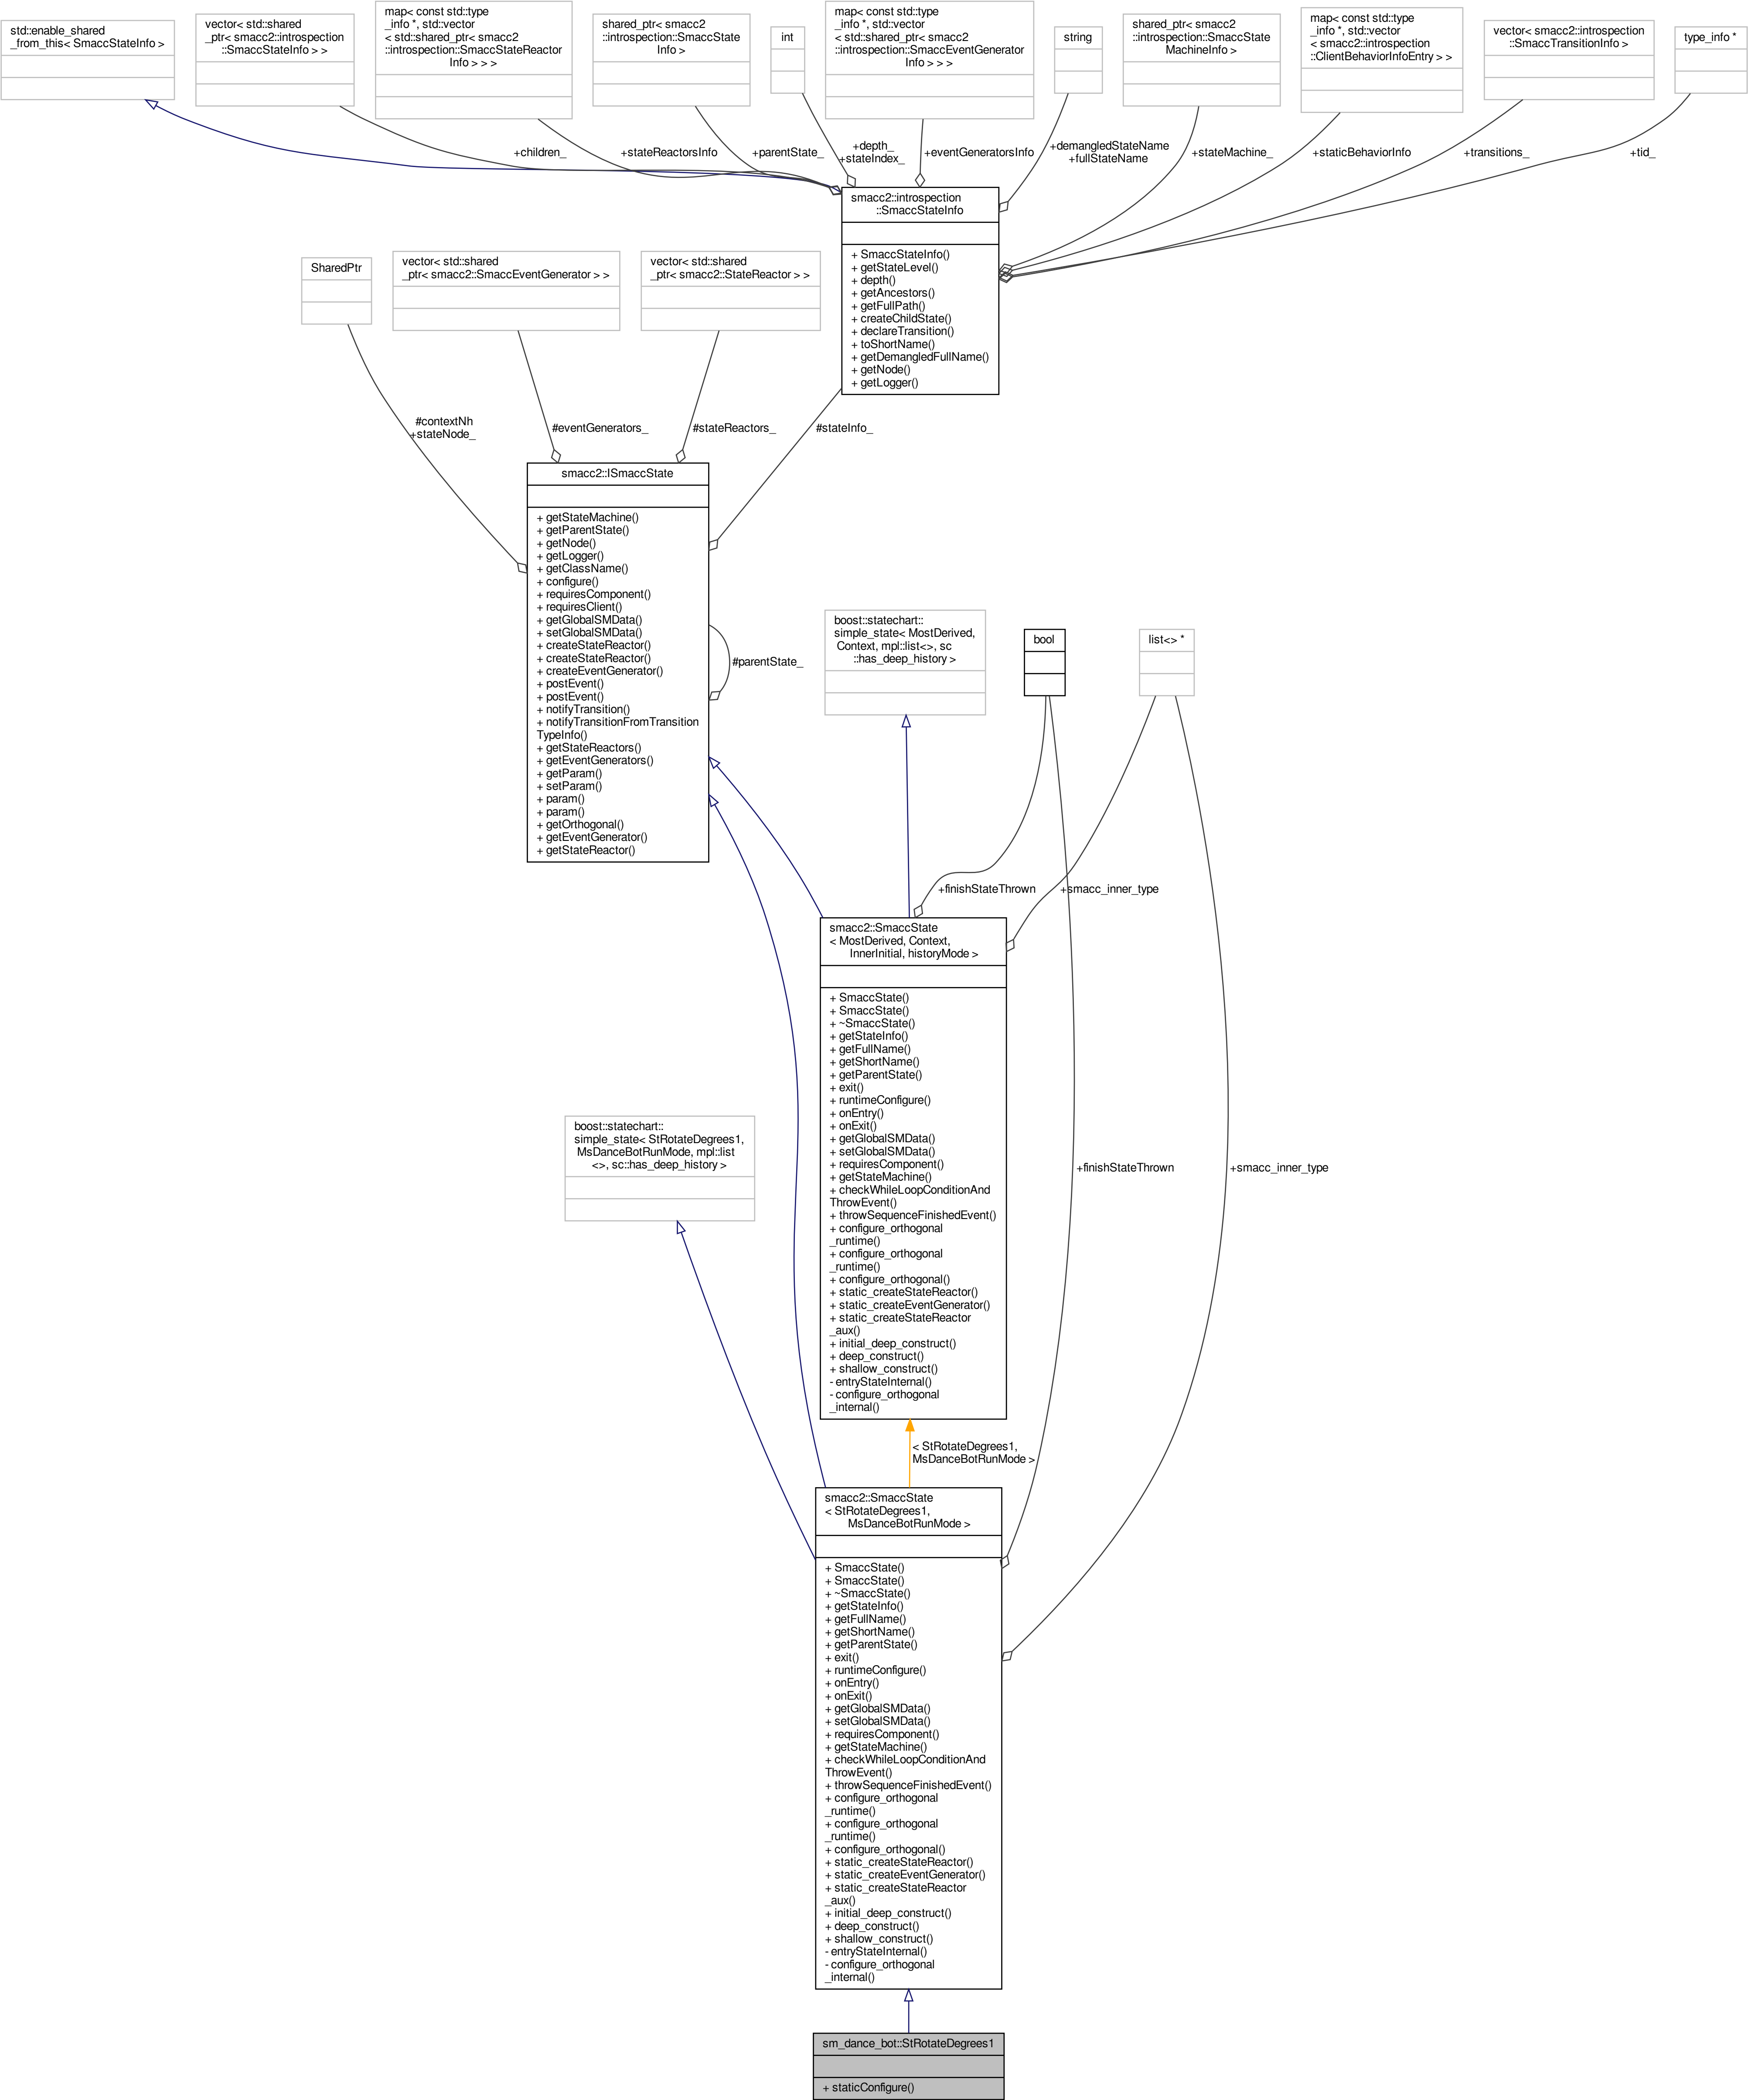 std::enable_shared
_from_this< SmaccStateInfo >
vector< std::shared
_ptr< smacc2::introspection
::SmaccStateInfo > >
map< const std::type
_info *, std::vector
< std::shared_ptr< smacc2
::introspection::SmaccStateReactor
Info > > >
shared_ptr< smacc2
::introspection::SmaccState
Info >
int
map< const std::type
_info *, std::vector
< std::shared_ptr< smacc2
::introspection::SmaccEventGenerator
Info > > >
string
shared_ptr< smacc2
::introspection::SmaccState
MachineInfo >
map< const std::type
_info *, std::vector
< smacc2::introspection
::ClientBehaviorInfoEntry > >
vector< smacc2::introspection
::SmaccTransitionInfo >
type_info *
+children_
+stateReactorsInfo
+parentState_
+depth_
+stateIndex_
+eventGeneratorsInfo
+demangledStateName
+fullStateName
+stateMachine_
+staticBehaviorInfo
+transitions_
+tid_
smacc2::introspection
::SmaccStateInfo
+ SmaccStateInfo()
+ getStateLevel()
+ depth()
+ getAncestors()
+ getFullPath()
+ createChildState()
+ declareTransition()
+ toShortName()
+ getDemangledFullName()
+ getNode()
+ getLogger()
SharedPtr
vector< std::shared
_ptr< smacc2::SmaccEventGenerator > >
vector< std::shared
_ptr< smacc2::StateReactor > >
#contextNh
+stateNode_
#eventGenerators_
#stateReactors_
#stateInfo_
smacc2::ISmaccState
+ getStateMachine()
+ getParentState()
+ getNode()
+ getLogger()
+ getClassName()
+ configure()
+ requiresComponent()
+ requiresClient()
+ getGlobalSMData()
+ setGlobalSMData()
+ createStateReactor()
+ createStateReactor()
+ createEventGenerator()
+ postEvent()
+ postEvent()
+ notifyTransition()
+ notifyTransitionFromTransition
TypeInfo()
+ getStateReactors()
+ getEventGenerators()
+ getParam()
+ setParam()
+ param()
+ param()
+ getOrthogonal()
+ getEventGenerator()
+ getStateReactor()
#parentState_
boost::statechart::
simple_state< MostDerived,
Context, mpl::list<>, sc
::has_deep_history >
bool
list<> *
+finishStateThrown
+smacc_inner_type
smacc2::SmaccState
< MostDerived, Context,
InnerInitial, historyMode >
+ SmaccState()
+ SmaccState()
+ ~SmaccState()
+ getStateInfo()
+ getFullName()
+ getShortName()
+ getParentState()
+ exit()
+ runtimeConfigure()
+ onEntry()
+ onExit()
+ getGlobalSMData()
+ setGlobalSMData()
+ requiresComponent()
+ getStateMachine()
+ checkWhileLoopConditionAnd
ThrowEvent()
+ throwSequenceFinishedEvent()
+ configure_orthogonal
_runtime()
+ configure_orthogonal
_runtime()
+ configure_orthogonal()
+ static_createStateReactor()
+ static_createEventGenerator()
+ static_createStateReactor
_aux()
+ initial_deep_construct()
+ deep_construct()
+ shallow_construct()
- entryStateInternal()
- configure_orthogonal
_internal()
boost::statechart::
simple_state< StRotateDegrees1,
MsDanceBotRunMode, mpl::list
<>, sc::has_deep_history >
+finishStateThrown
+smacc_inner_type
< StRotateDegrees1,
MsDanceBotRunMode >
smacc2::SmaccState
< StRotateDegrees1,
MsDanceBotRunMode >
+ SmaccState()
+ SmaccState()
+ ~SmaccState()
+ getStateInfo()
+ getFullName()
+ getShortName()
+ getParentState()
+ exit()
+ runtimeConfigure()
+ onEntry()
+ onExit()
+ getGlobalSMData()
+ setGlobalSMData()
+ requiresComponent()
+ getStateMachine()
+ checkWhileLoopConditionAnd
ThrowEvent()
+ throwSequenceFinishedEvent()
+ configure_orthogonal
_runtime()
+ configure_orthogonal
_runtime()
+ configure_orthogonal()
+ static_createStateReactor()
+ static_createEventGenerator()
+ static_createStateReactor
_aux()
+ initial_deep_construct()
+ deep_construct()
+ shallow_construct()
- entryStateInternal()
- configure_orthogonal
_internal()
sm_dance_bot::StRotateDegrees1
+ staticConfigure()